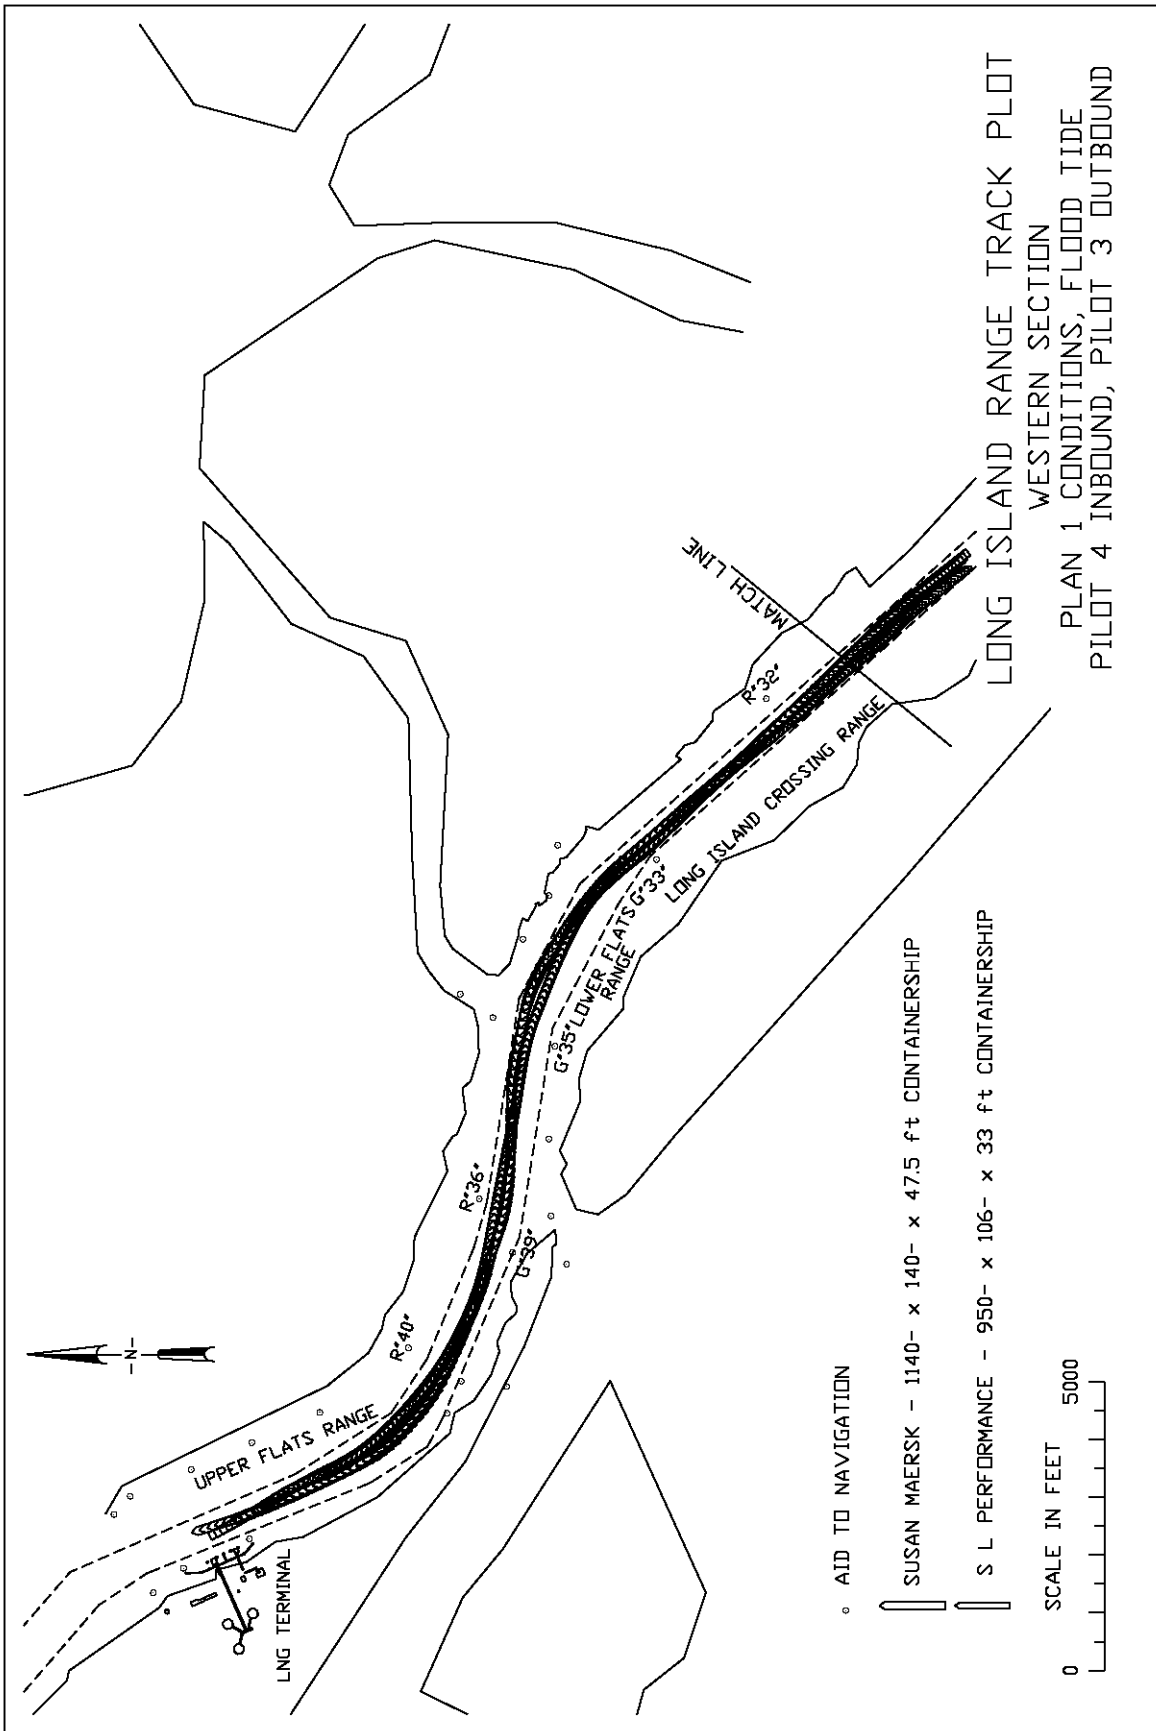 LONG ISLAND RANGE TRACK PLOT
WESTERN SECTION
PLAN 1 CONDITIONS, FLOOD TIDE
PILOT 4 INBOUND, PILOT 3 OUTBOUND
-N-
UPPER FLATS RANGE
LNG TERMINAL
R"40"
R"36"
G"39"
G"35"
LOWER FLATS
RANGE
G"33"
LONG ISLAND CROSSING RANGE
R"32"
MATCH LINE
AID TO NAVIGATION
SUSAN MAERSK - 1140- x 140- x 47.5 ft CONTAINERSHIP
S L PERFORMANCE - 950- x 106- x 33 ft CONTAINERSHIP
SCALE IN FEET
0 5000